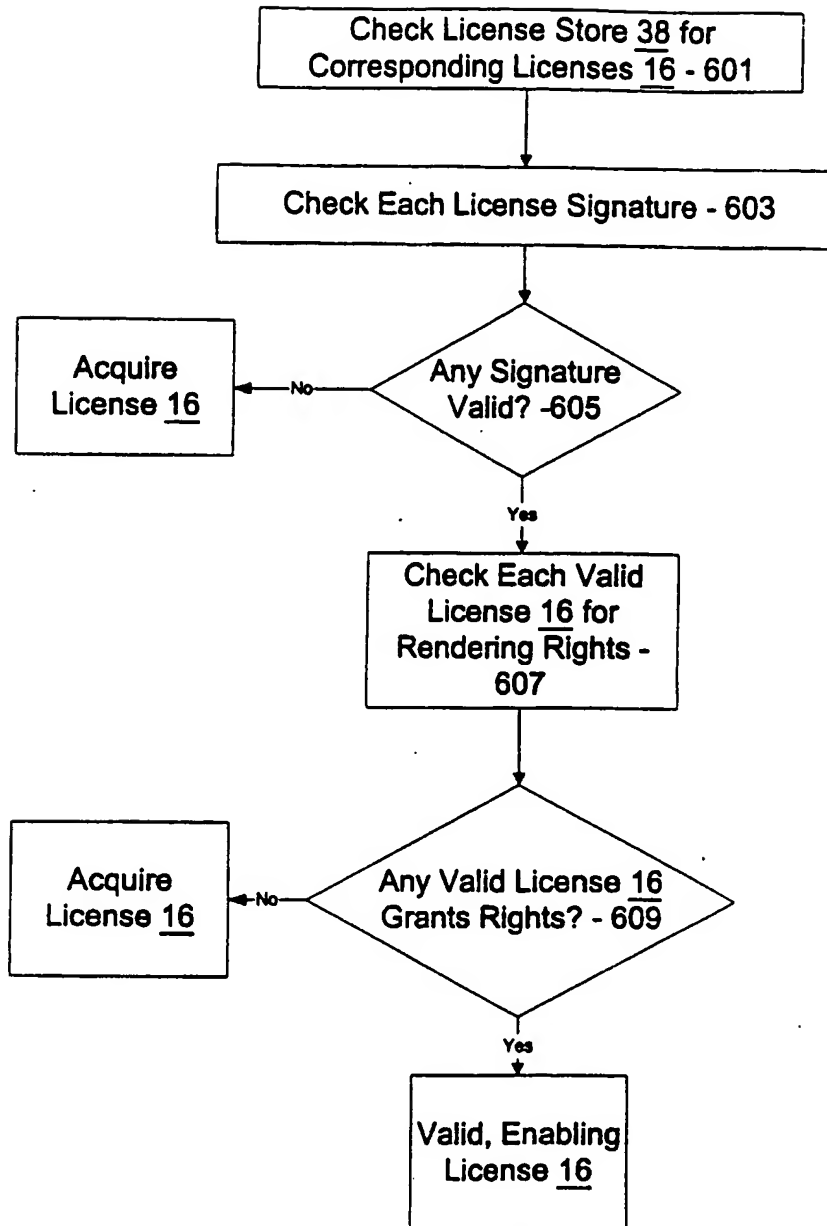 Check License Store 38 for
Corresponding Licenses 16 - 601
Check Each License Signature - 603
Acquire
License 16
No
Any Signature
Valid? -605
Yes
Check Each Valid
License 16 for
Rendering Rights -
607
Acquire
License 16
No
Any Valid License 16
Grants Rights? - 609
Yes
Valid, Enabling
License 16